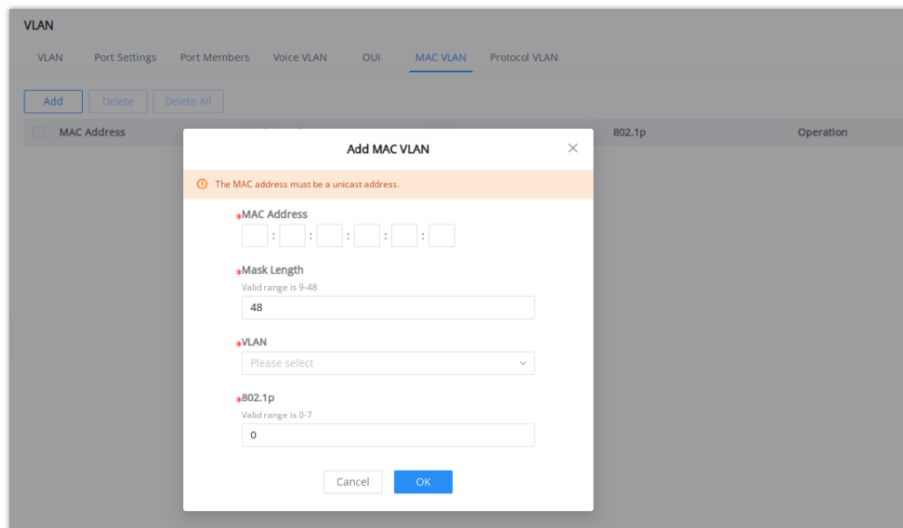 VLAN
VLAN Port Settings Port Members Voice VLAN OUI MAC VLAN Protocol VLAN
Add Delete Delete All
MAC Address 802.1p Operation
Add MAC VLAN
The MAC address must be a unicast address.
*MAC Address
: : : : :
*Mask Length
Valid range is 9-48
48
*VLAN
Please select
*802.1p
Valid range is 0-7
0
Cancel OK